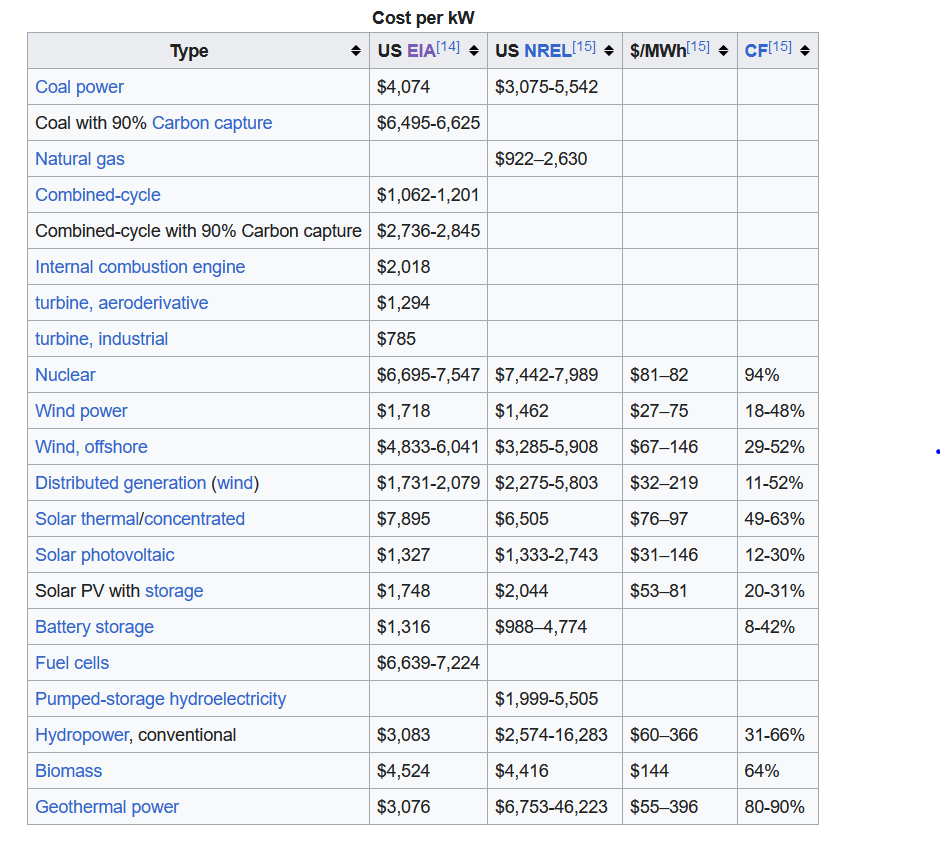 Cost per kW
Type US EIA[14] US NREL[15] $/MWh[15] CF[15]
Coal power $4,074 $3,075-5,542
Coal with 90% Carbon capture $6,495-6,625
Natural gas $922–2,630
Combined-cycle $1,062-1,201
Combined-cycle with 90% Carbon capture $2,736-2,845
Internal combustion engine $2,018
turbine, aeroderivative $1,294
turbine, industrial $785
Nuclear $6,695-7,547 $7,442-7,989 $81–82 94%
Wind power $1,718 $1,462 $27–75 18-48%
Wind, offshore $4,833-6,041 $3,285-5,908 $67–146 29-52%
Distributed generation (wind) $1,731-2,079 $2,275-5,803 $32–219 11-52%
Solar thermal/concentrated $7,895 $6,505 $76–97 49-63%
Solar photovoltaic $1,327 $1,333-2,743 $31–146 12-30%
Solar PV with storage $1,748 $2,044 $53–81 20-31%
Battery storage $1,316 $988–4,774 8-42%
Fuel cells $6,639-7,224
Pumped-storage hydroelectricity $1,999-5,505
Hydropower, conventional $3,083 $2,574-16,283 $60–366 31-66%
Biomass $4,524 $4,416 $144 64%
Geothermal power $3,076 $6,753-46,223 $55–396 80-90%